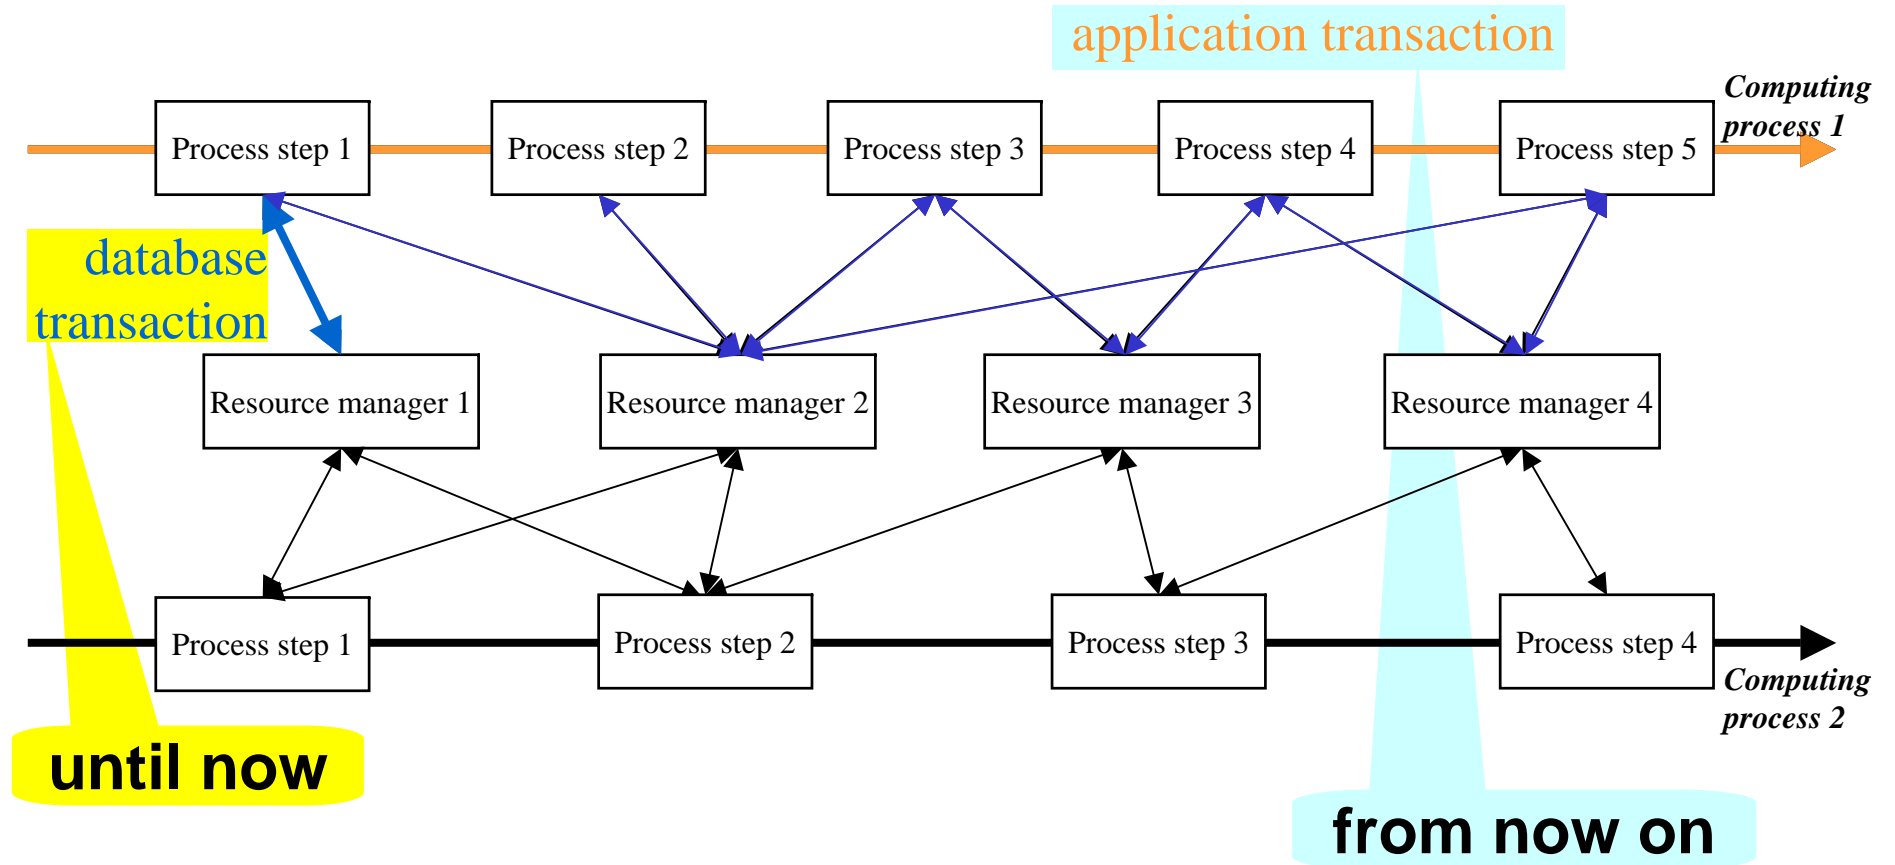 application transaction
Computing
process 1
Process step 1
Process step 2
Process step 3
Process step 4
Process step 5
database
transaction
Resource manager 1
Resource manager 2
Resource manager 3
Resource manager 4
Process step 1
Process step 2
Process step 3
Process step 4
Computing
process 2
until now
from now on